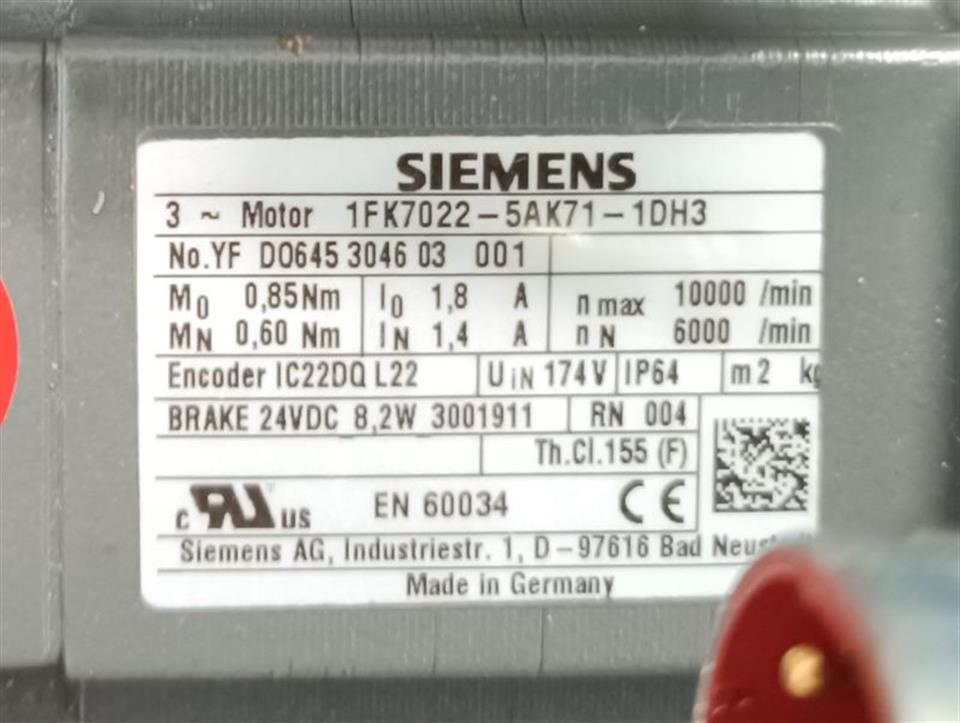 SIEMENS
3 ~ Motor 1FK7022-5AK71-1DH3
No.YF D0645 3046 03 001
M0 0,85Nm I0 1,8 A n max 10000 /min
MN 0,60 Nm IN 1,4 A n N 6000 /min
Encoder IC22DQ L22 UIN 174V IP64 m2 kg
BRAKE 24VDC 8,2W 3001911 RN 004
Th.Cl.155 (F)
c RU US EN 60034 CE
Siemens AG, Industriestr. 1, D-97616 Bad
Made in Germany